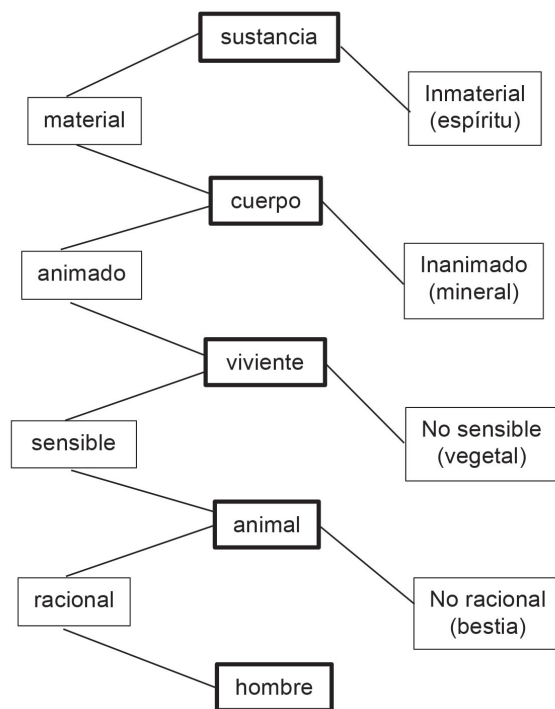 sustancia
material
Inmaterial
(espíritu)
cuerpo
animado
Inanimado
(mineral)
viviente
sensible
No sensible
(vegetal)
animal
racional
No racional
(bestia)
hombre